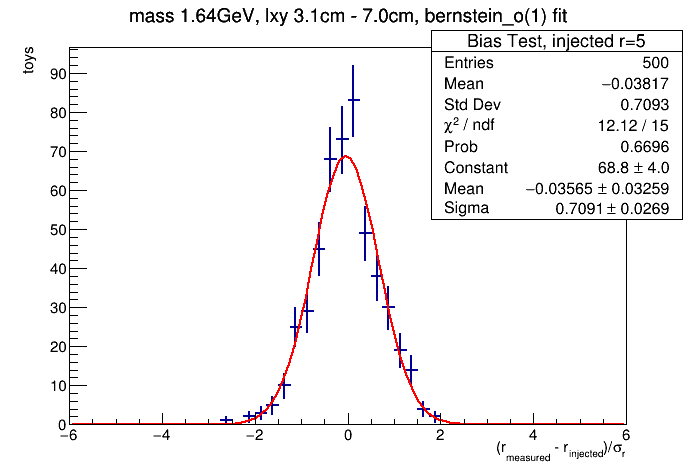 mass 1.64GeV, lxy 3.1cm - 7.0cm, bernstein_o(1) fit
Bias Test, injected r=5
Entries 500
Mean −0.03817
Std Dev 0.7093
χ² / ndf 12.12 / 15
Prob 0.6696
Constant 68.8 ± 4.0
Mean −0.03565 ± 0.03259
Sigma 0.7091 ± 0.0269
toys
90
80
70
60
50
40
30
20
10
0
−6 −4 −2 0 2 4 6
(r_measured - r_injected)/σ_r